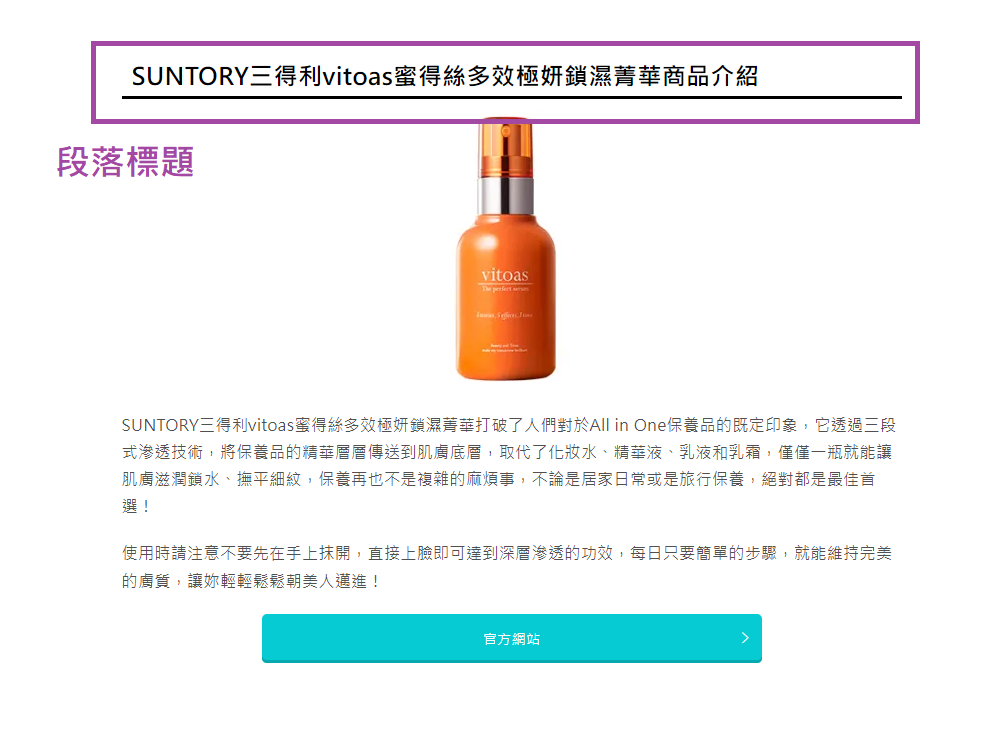 SUNTORY三得利vitoas蜜得絲多效極妍鎖濕菁華商品介紹
段落標題
vitoas
The perfect serum
SUNTORY三得利vitoas蜜得絲多效極妍鎖濕菁華打破了人們對於All in One保養品的既定印象，它透過三段
式滲透技術，將保養品的精華層層傳送到肌膚底層，取代了化妝水、精華液、乳液和乳霜，僅僅一瓶就能讓
肌膚滋潤鎖水、撫平細紋，保養再也不是複雜的麻煩事，不論是居家日常或是旅行保養，絕對都是最佳首
選！
使用時請注意不要先在手上抹開，直接上臉即可達到深層滲透的功效，每日只要簡單的步驟，就能維持完美
的膚質，讓妳輕輕鬆鬆朝美人邁進！
官方網站